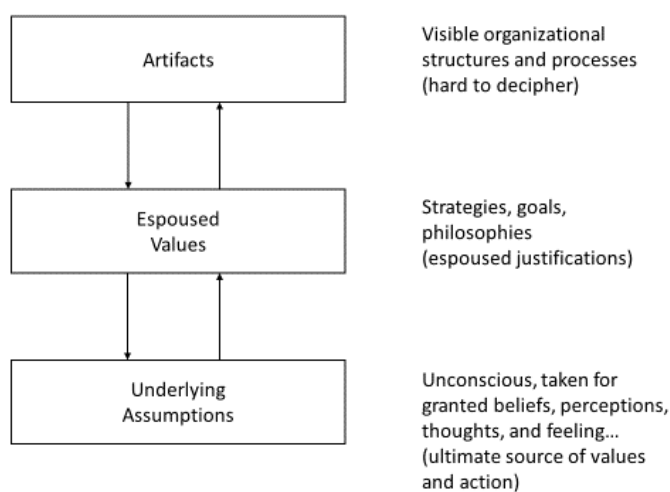 Artifacts
Visible organizational
structures and processes
(hard to decipher)
Espoused
Values
Strategies, goals,
philosophies
(espoused justifications)
Underlying
Assumptions
Unconscious, taken for
granted beliefs, perceptions,
thoughts, and feeling...
(ultimate source of values
and action)